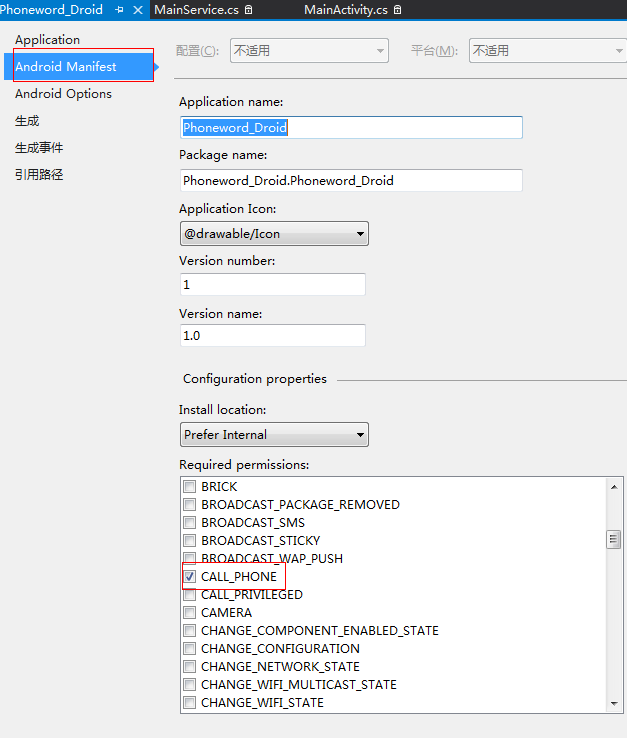 Phoneword_Droid
MainService.cs
MainActivity.cs
Application
Android Manifest
Android Options
生成
生成事件
引用路径
配置(C):
不适用
平台(M):
不适用
Application name:
Phoneword_Droid
Package name:
Phoneword_Droid.Phoneword_Droid
Application Icon:
@drawable/Icon
Version number:
1
Version name:
1.0
Configuration properties
Install location:
Prefer Internal
Required permissions:
BRICK
BROADCAST_PACKAGE_REMOVED
BROADCAST_SMS
BROADCAST_STICKY
BROADCAST_WAP_PUSH
CALL_PHONE
CALL_PRIVILEGED
CAMERA
CHANGE_COMPONENT_ENABLED_STATE
CHANGE_CONFIGURATION
CHANGE_NETWORK_STATE
CHANGE_WIFI_MULTICAST_STATE
CHANGE_WIFI_STATE